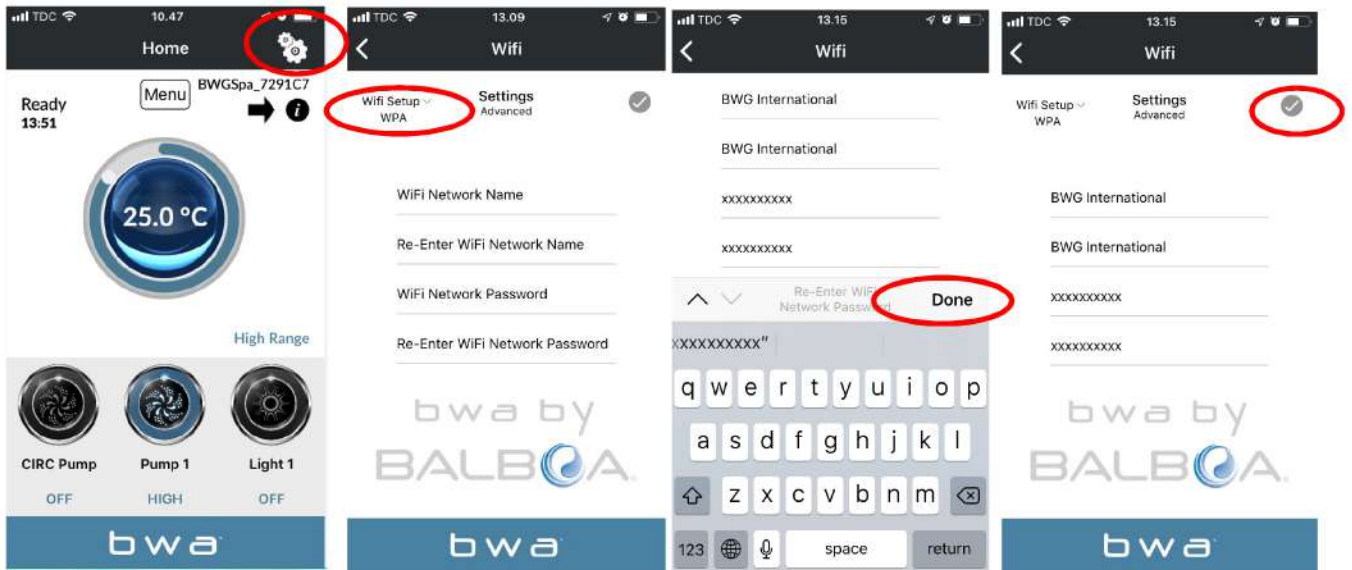 TDC 10.47
Home
BWGSpa_7291C7
Menu
Ready
13:51
25.0 °C
High Range
CIRC Pump Pump 1 Light 1
OFF HIGH OFF
bwa
TDC 13.09
Wifi
Wifi Setup
WPA
Settings
Advanced
WiFi Network Name
Re-Enter WiFi Network Name
WiFi Network Password
Re-Enter WiFi Network Password
bwa by
BALBOA.
bwa
TDC 13.15
Wifi
BWG International
BWG International
xxxxxxxxxx
xxxxxxxxxx
Re-Enter WiFi
Network Password
Done
xxxxxxxxxx"
q w e r t y u i o p
a s d f g h j k l
z x c v b n m
123 space return
TDC 13.15
Wifi
Wifi Setup
WPA
Settings
Advanced
BWG International
BWG International
xxxxxxxxxx
xxxxxxxxxx
bwa by
BALBOA.
bwa